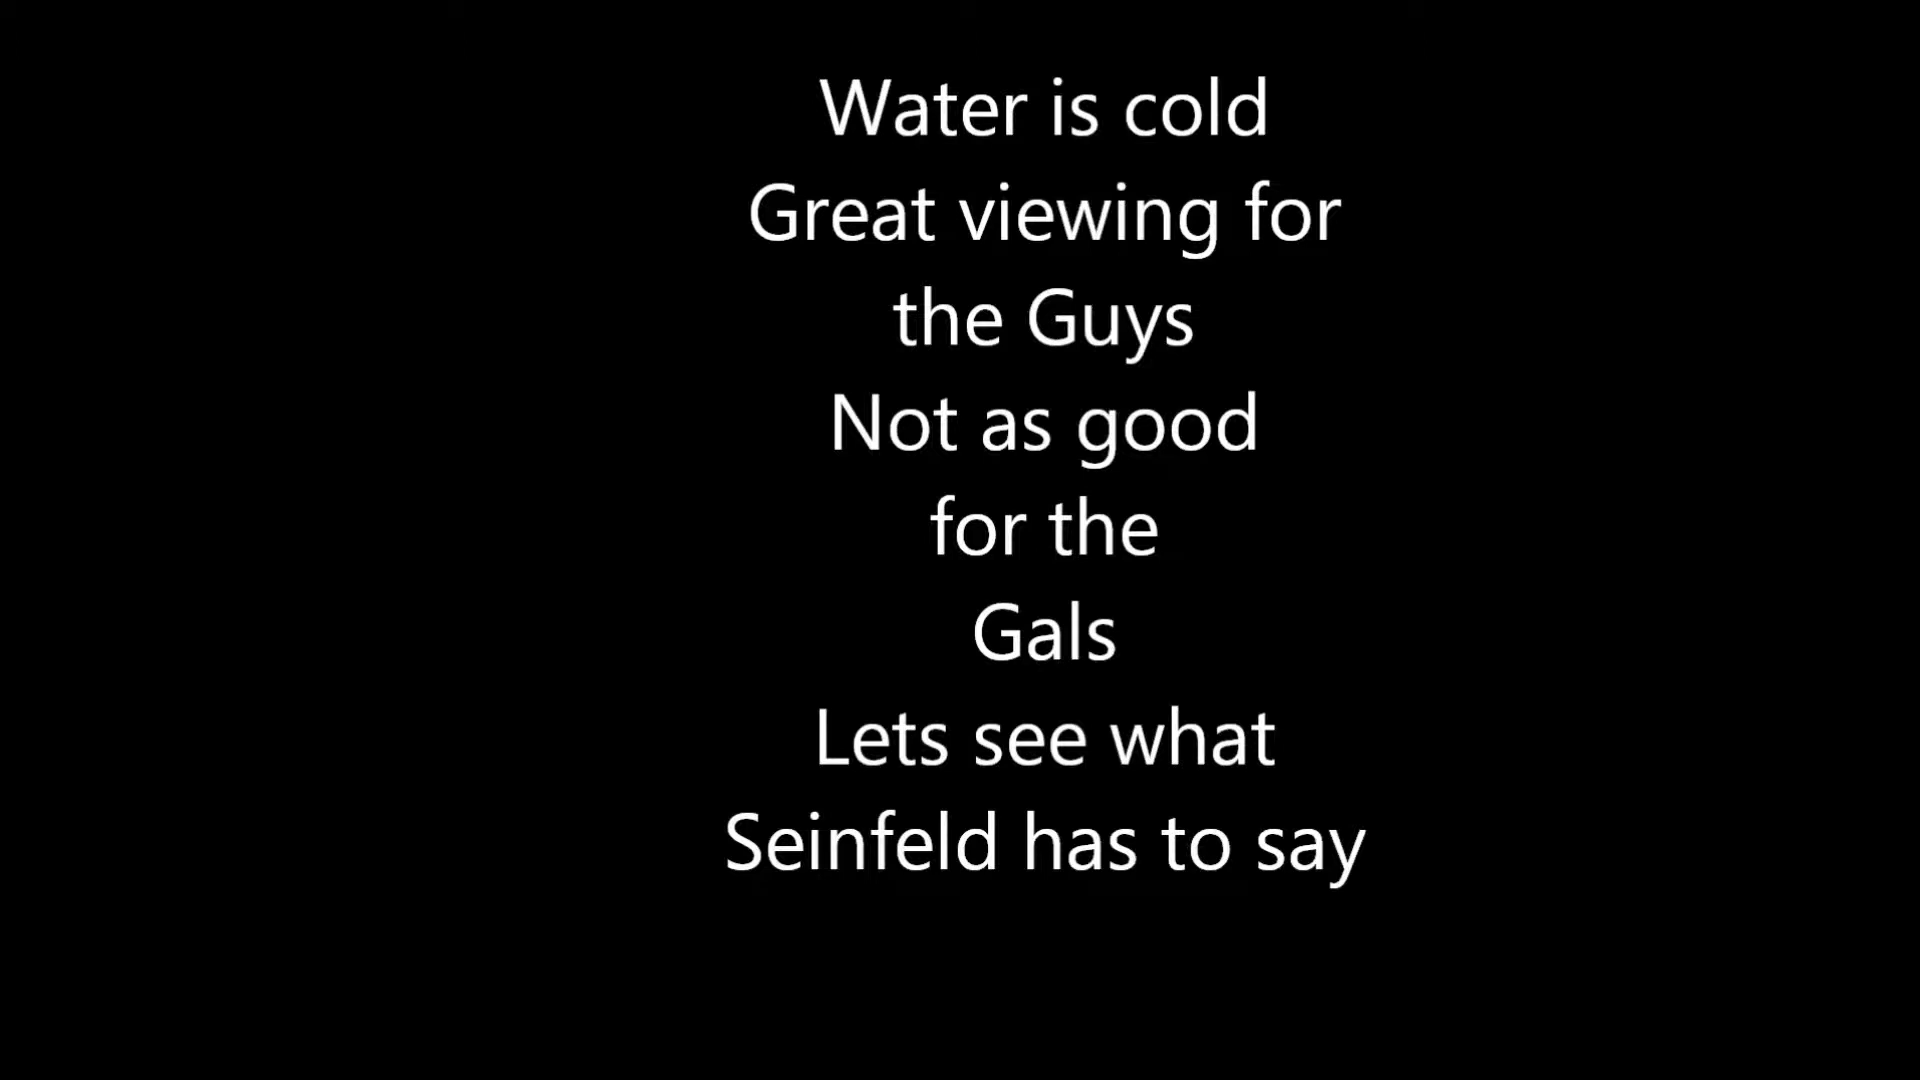 Water is cold
Great viewing for
the Guys
Not as good
for the
Gals
Lets see what
Seinfeld has to say